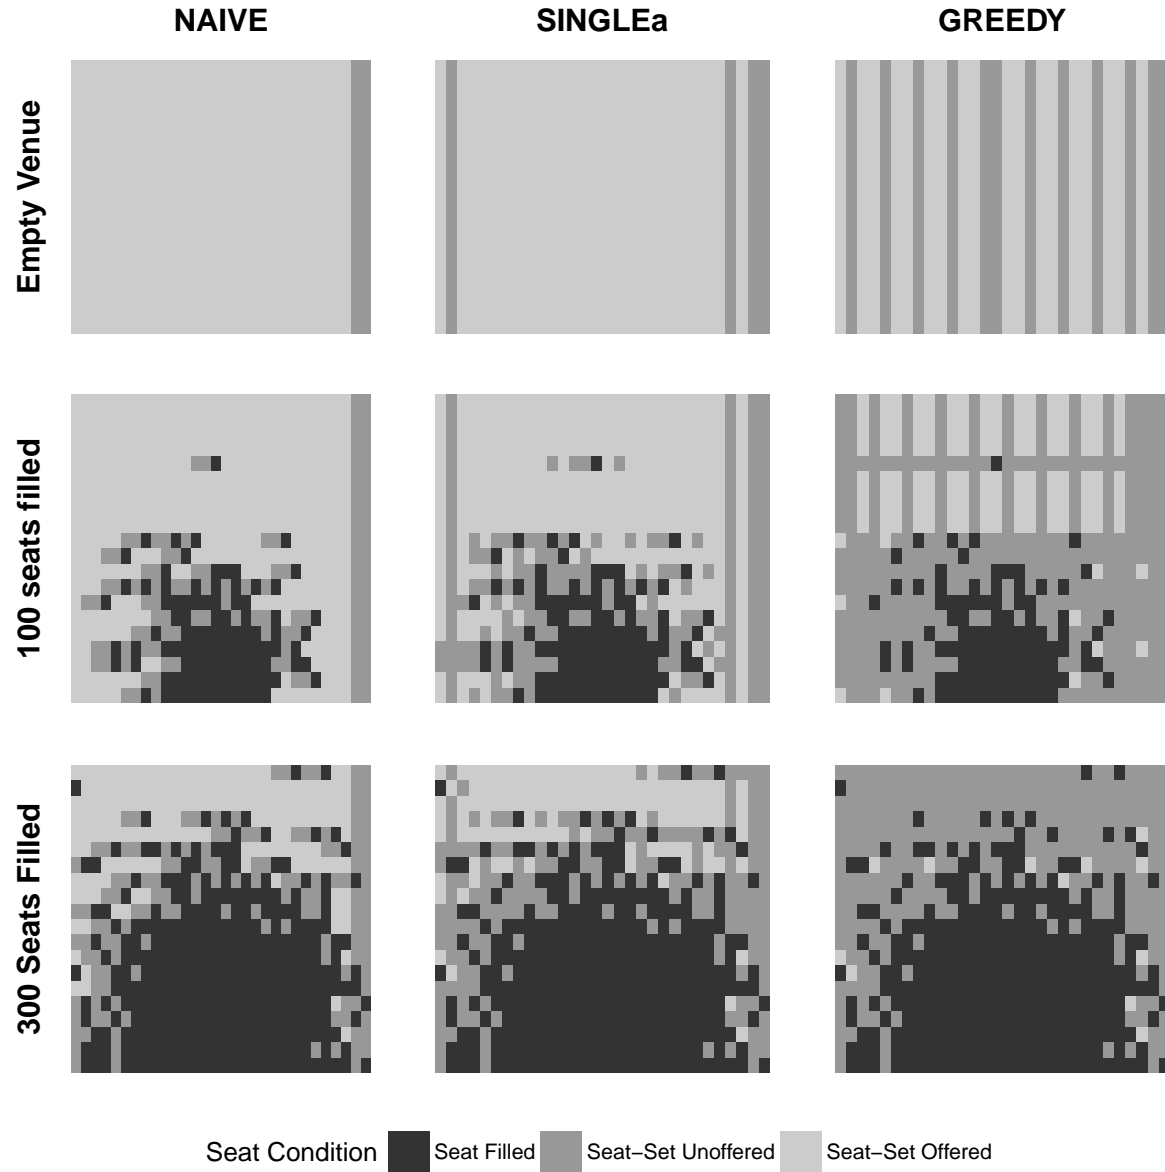 NAIVE SINGLEa GREEDY
Empty Venue
100 seats filled
300 Seats Filled
Seat Condition Seat Filled Seat−Set Unoffered Seat−Set Offered